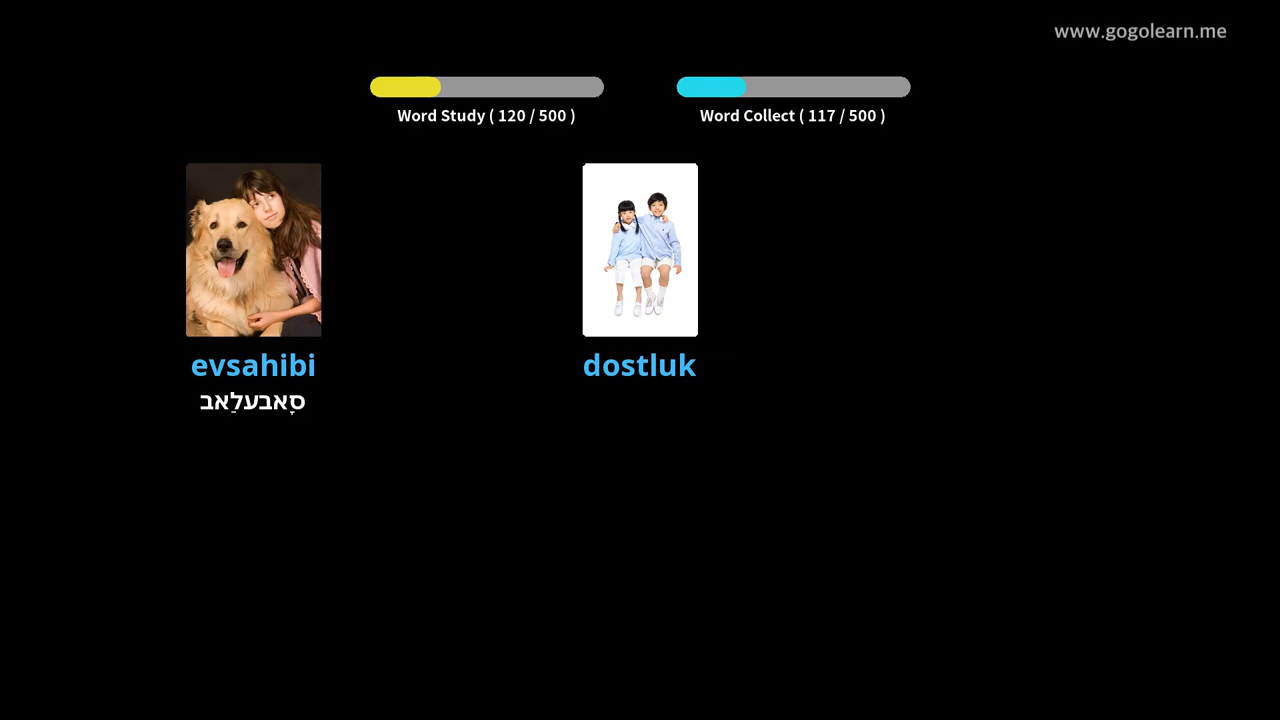 www.gogolearn.me
Word Study ( 120 / 500 )
Word Collect ( 117 / 500 )
evsahibi
סָאבעלַאב
dostluk